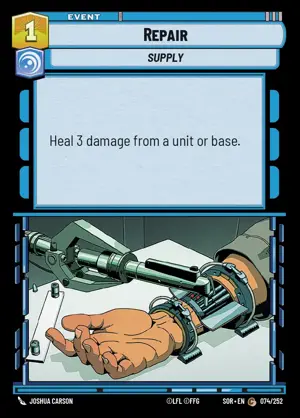 EVENT
1
REPAIR
SUPPLY
Heal 3 damage from a unit or base.
JOSHUA CARSON
©LFL ©FFG
SOR • EN
C
074/252